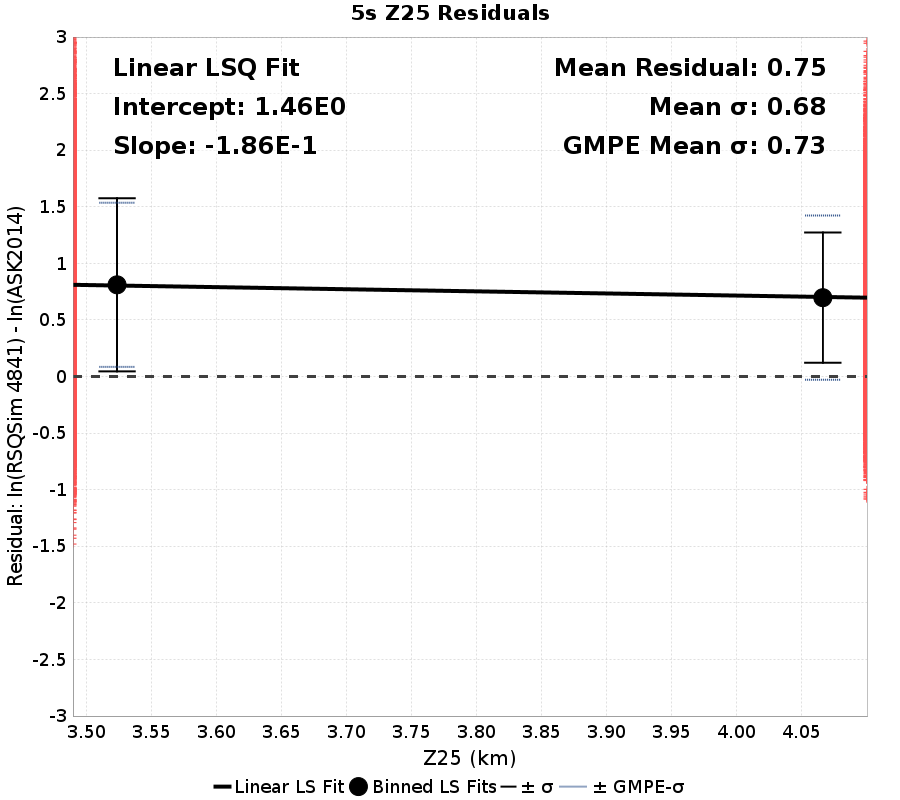 5s Z25 Residuals
Linear LSQ Fit
Intercept: 1.46E0
Slope: -1.86E-1
Mean Residual: 0.75
Mean σ: 0.68
GMPE Mean σ: 0.73
Residual: ln(RSQSim 4841) - ln(ASK2014)
3
2.5
2
1.5
1
0.5
0
-0.5
-1
-1.5
-2
-2.5
-3
3.50 3.55 3.60 3.65 3.70 3.75 3.80 3.85 3.90 3.95 4.00 4.05
Z25 (km)
Linear LS Fit Binned LS Fits ± σ ± GMPE-σ